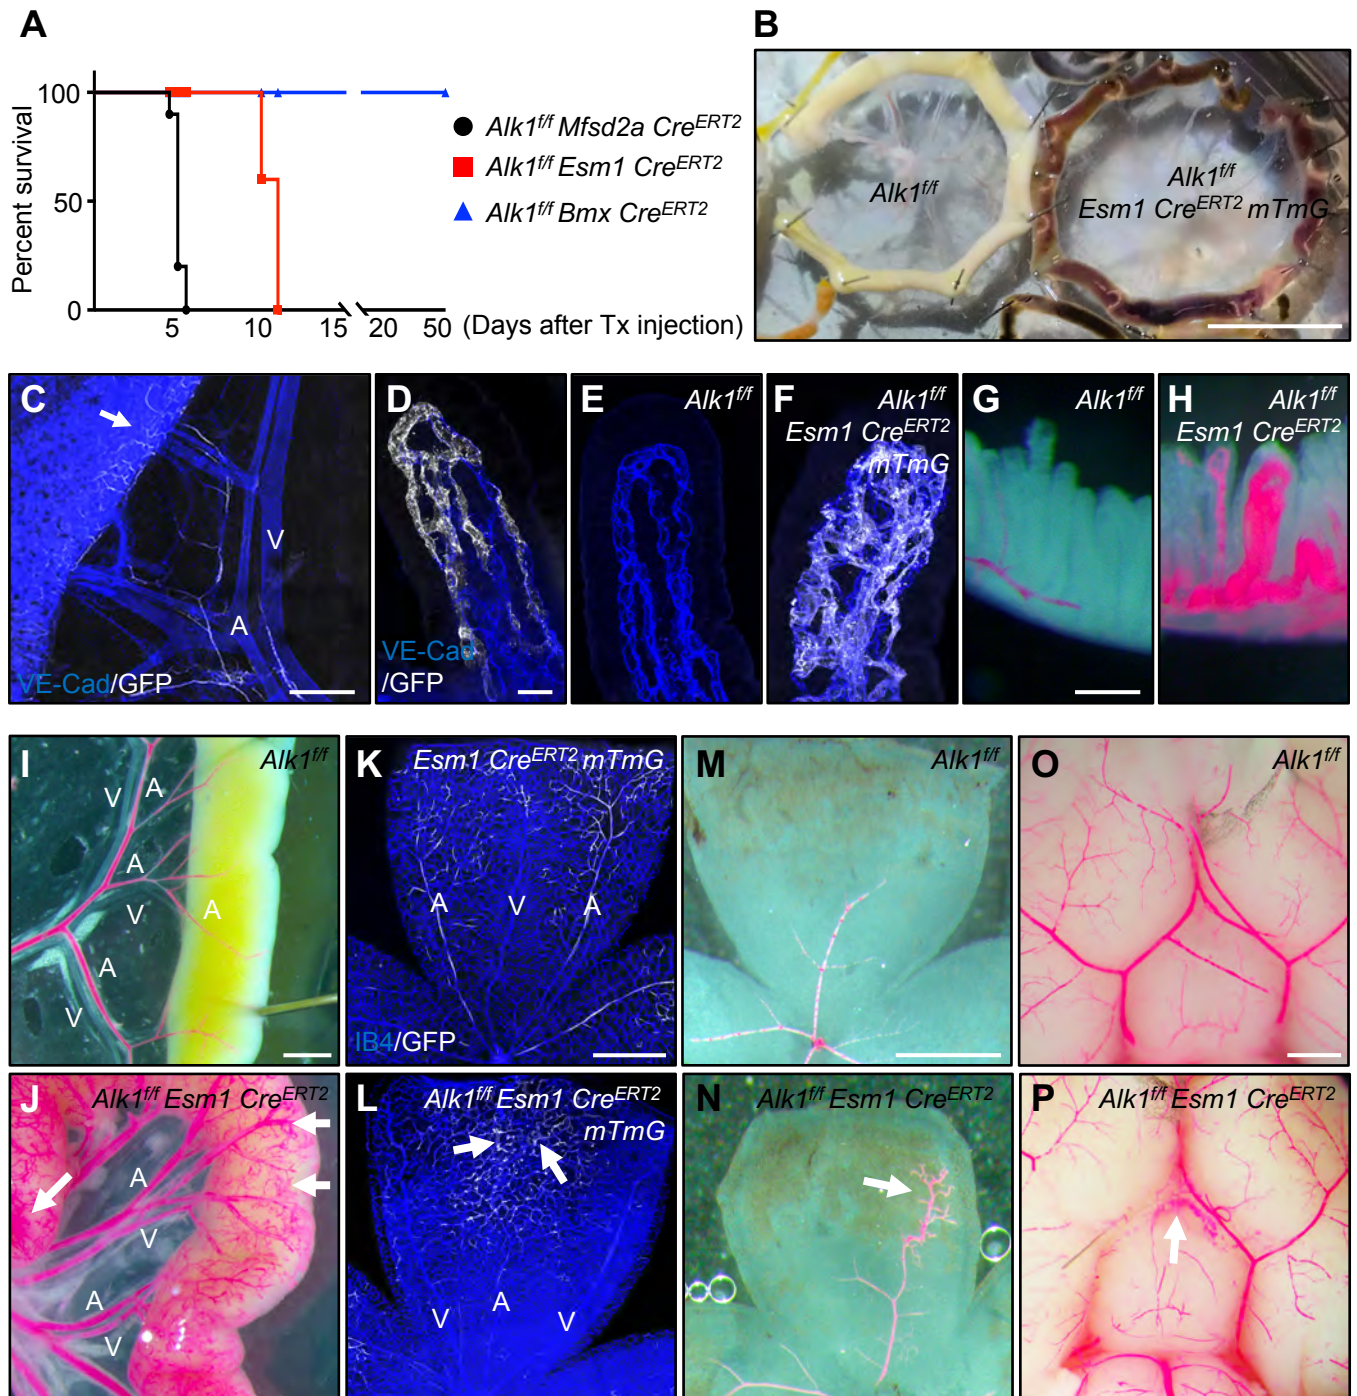 A
B
Percent survival
100
50
0
5
10
15
20
50
(Days after Tx injection)
Alk1f/f Mfsd2a CreERT2
Alk1f/f Esm1 CreERT2
Alk1f/f Bmx CreERT2
Alk1f/f
Alk1f/f
Esm1 CreERT2 mTmG
C
V
A
VE-Cad/GFP
D
VE-Cad
/GFP
E
Alk1f/f
F
Alk1f/f
Esm1 CreERT2
mTmG
G
Alk1f/f
H
Alk1f/f
Esm1 CreERT2
I
Alk1f/f
V
A
A
V
A
A
V
K
Esm1 CreERT2 mTmG
A
V
A
IB4/GFP
M
Alk1f/f
O
Alk1f/f
J
Alk1f/f Esm1 CreERT2
A
V
A
V
L
Alk1f/f Esm1 CreERT2
mTmG
V
A
V
N
Alk1f/f Esm1 CreERT2
P
Alk1f/f Esm1 CreERT2